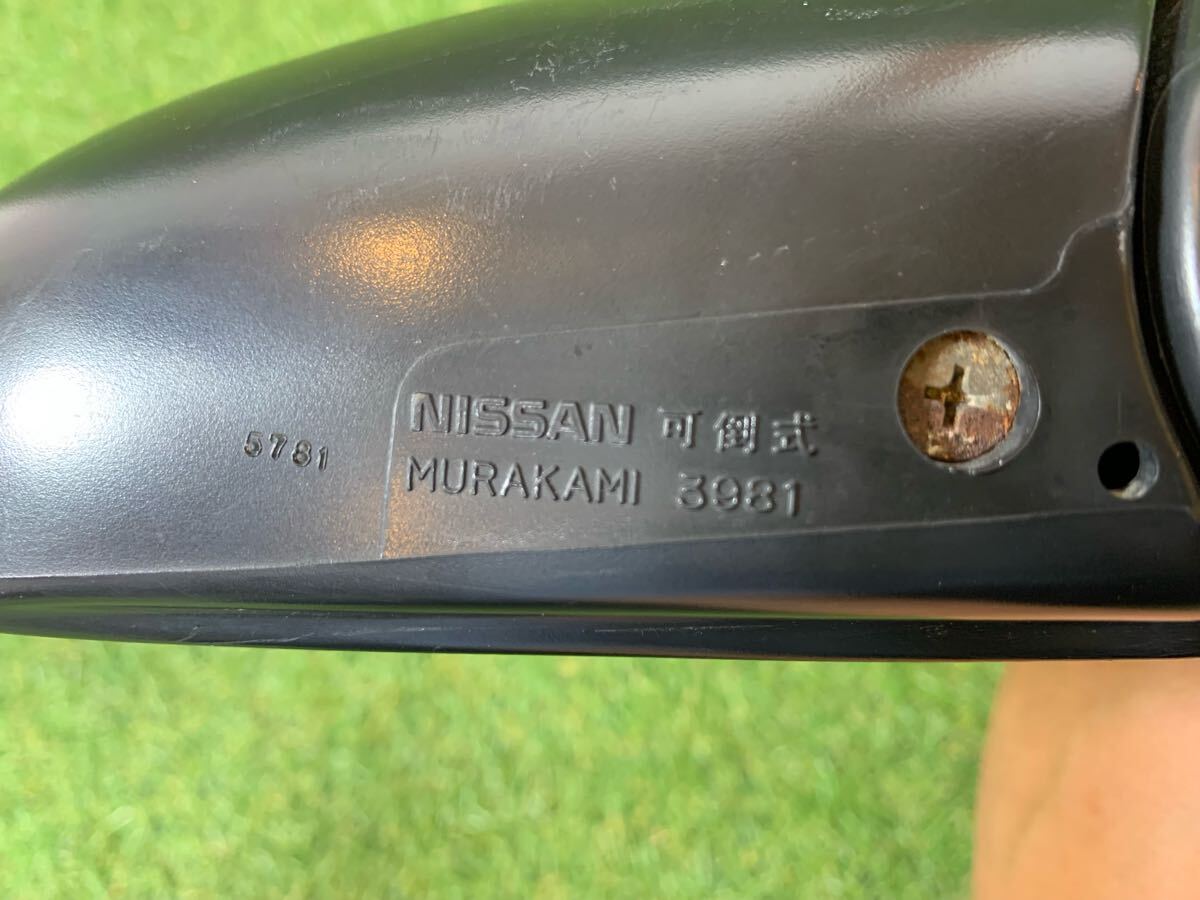 5781
NISSAN 可倒式
MURAKAMI 3981